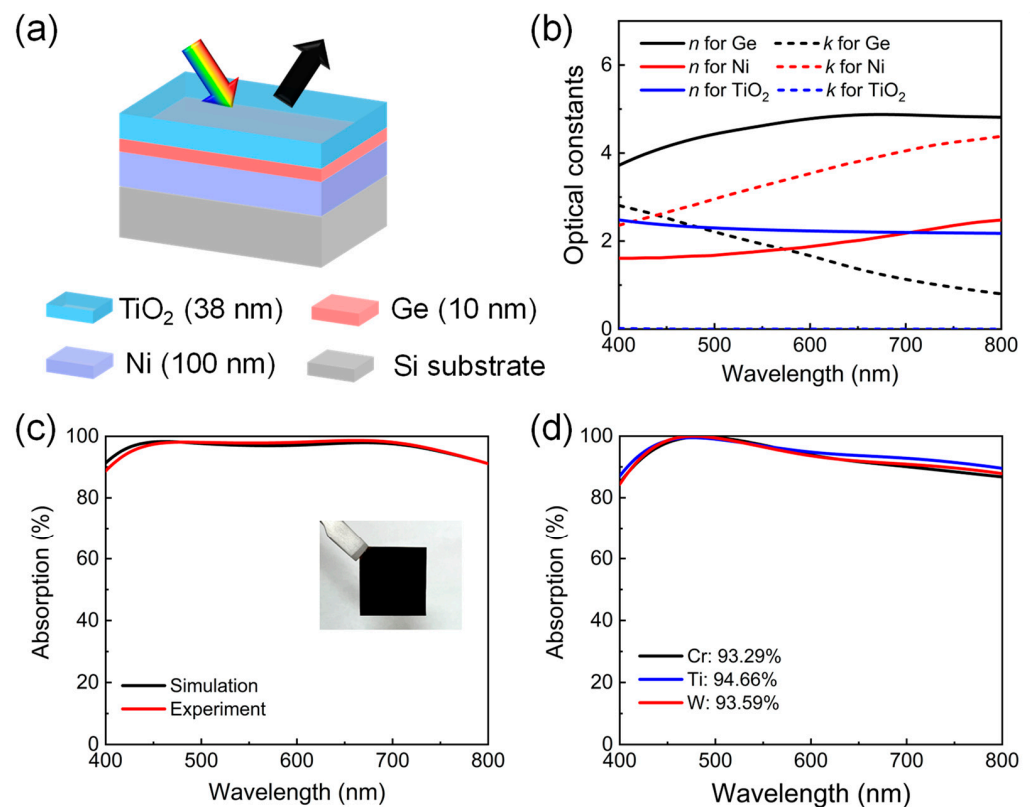 (a)
TiO₂ (38 nm) Ge (10 nm)
Ni (100 nm) Si substrate
(b)
n for Ge k for Ge
n for Ni k for Ni
n for TiO₂ k for TiO₂
6
4
2
0
400 500 600 700 800
Optical constants
Wavelength (nm)
(c)
100
80
60
40
20
0
400 500 600 700 800
Absorption (%)
Simulation
Experiment
Wavelength (nm)
(d)
100
80
60
40
20
0
400 500 600 700 800
Absorption (%)
Cr: 93.29%
Ti: 94.66%
W: 93.59%
Wavelength (nm)